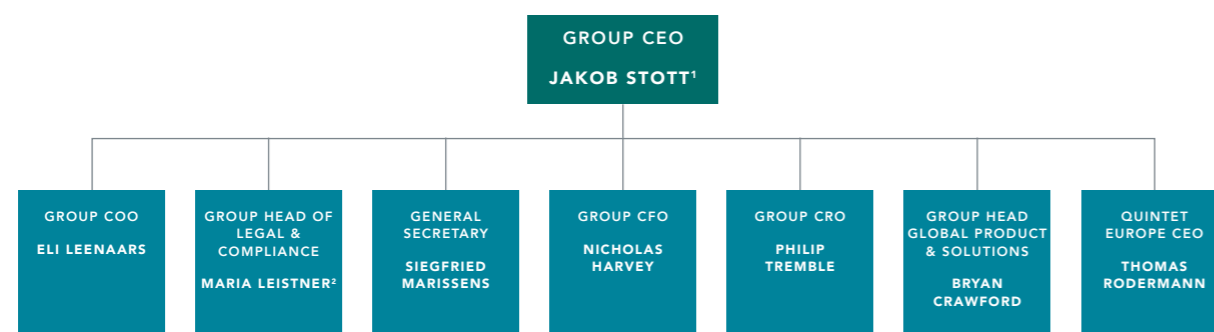 GROUP CEO
JAKOB STOTT¹
GROUP COO
ELI LEENAARS
GROUP HEAD OF
LEGAL &
COMPLIANCE
MARIA LEISTNER²
GENERAL
SECRETARY
SIEGFRIED
MARISSENS
GROUP CFO
NICHOLAS
HARVEY
GROUP CRO
PHILIP
TREMBLE
GROUP HEAD
GLOBAL PRODUCT
& SOLUTIONS
BRYAN
CRAWFORD
QUINTET
EUROPE CEO
THOMAS
RODERMANN